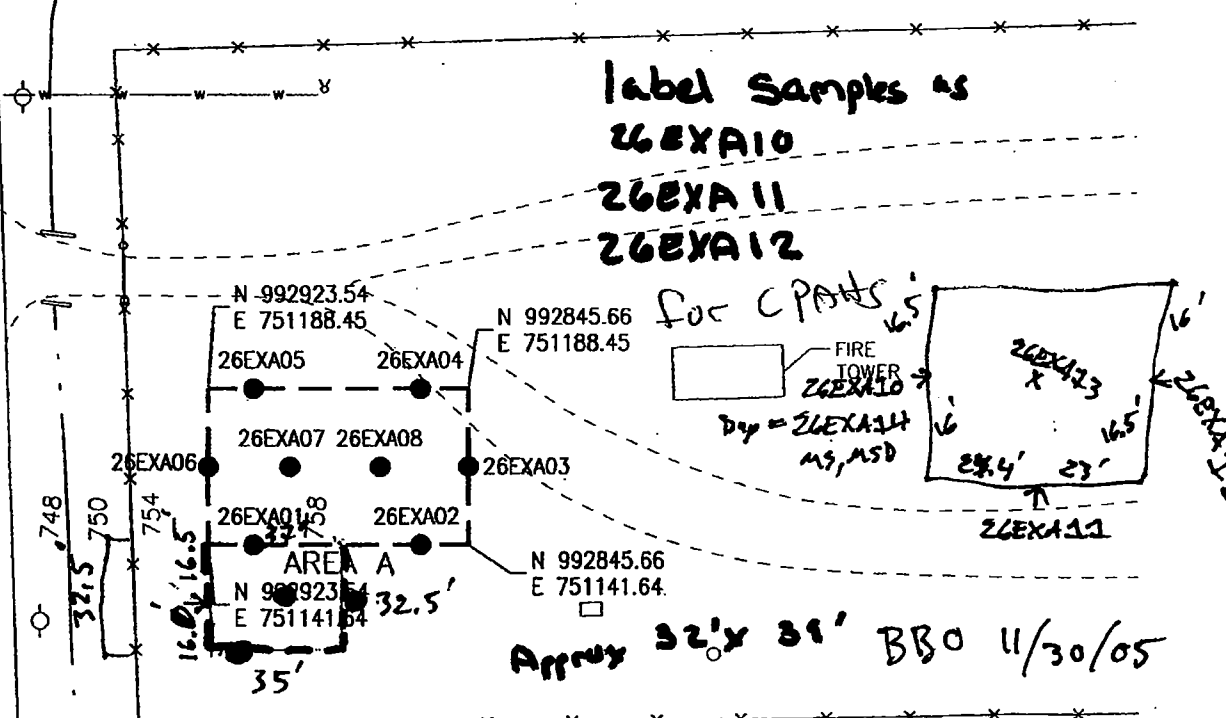 label Samples as
26EXA10
26EXA11
26EXA12
for CPAHS
W W W W
N 992923.54
E 751188.45
N 992845.66
E 751188.45
26EXA05
26EXA04
26EXA07 26EXA08
26EXA06
26EXA03
26EXA01
26EXA02
748
750
754
758
AREA A
N 992923.54
E 751141.64
N 992845.66
E 751141.64
32.5
16.5
32.5'
35'
FIRE
TOWER
16.5'
16'
26EXA10
Dup = 26EXA14
MS, MSD
16'
16.5'
23'
26EXA11
Approx 32'x
BBO 11/30/05